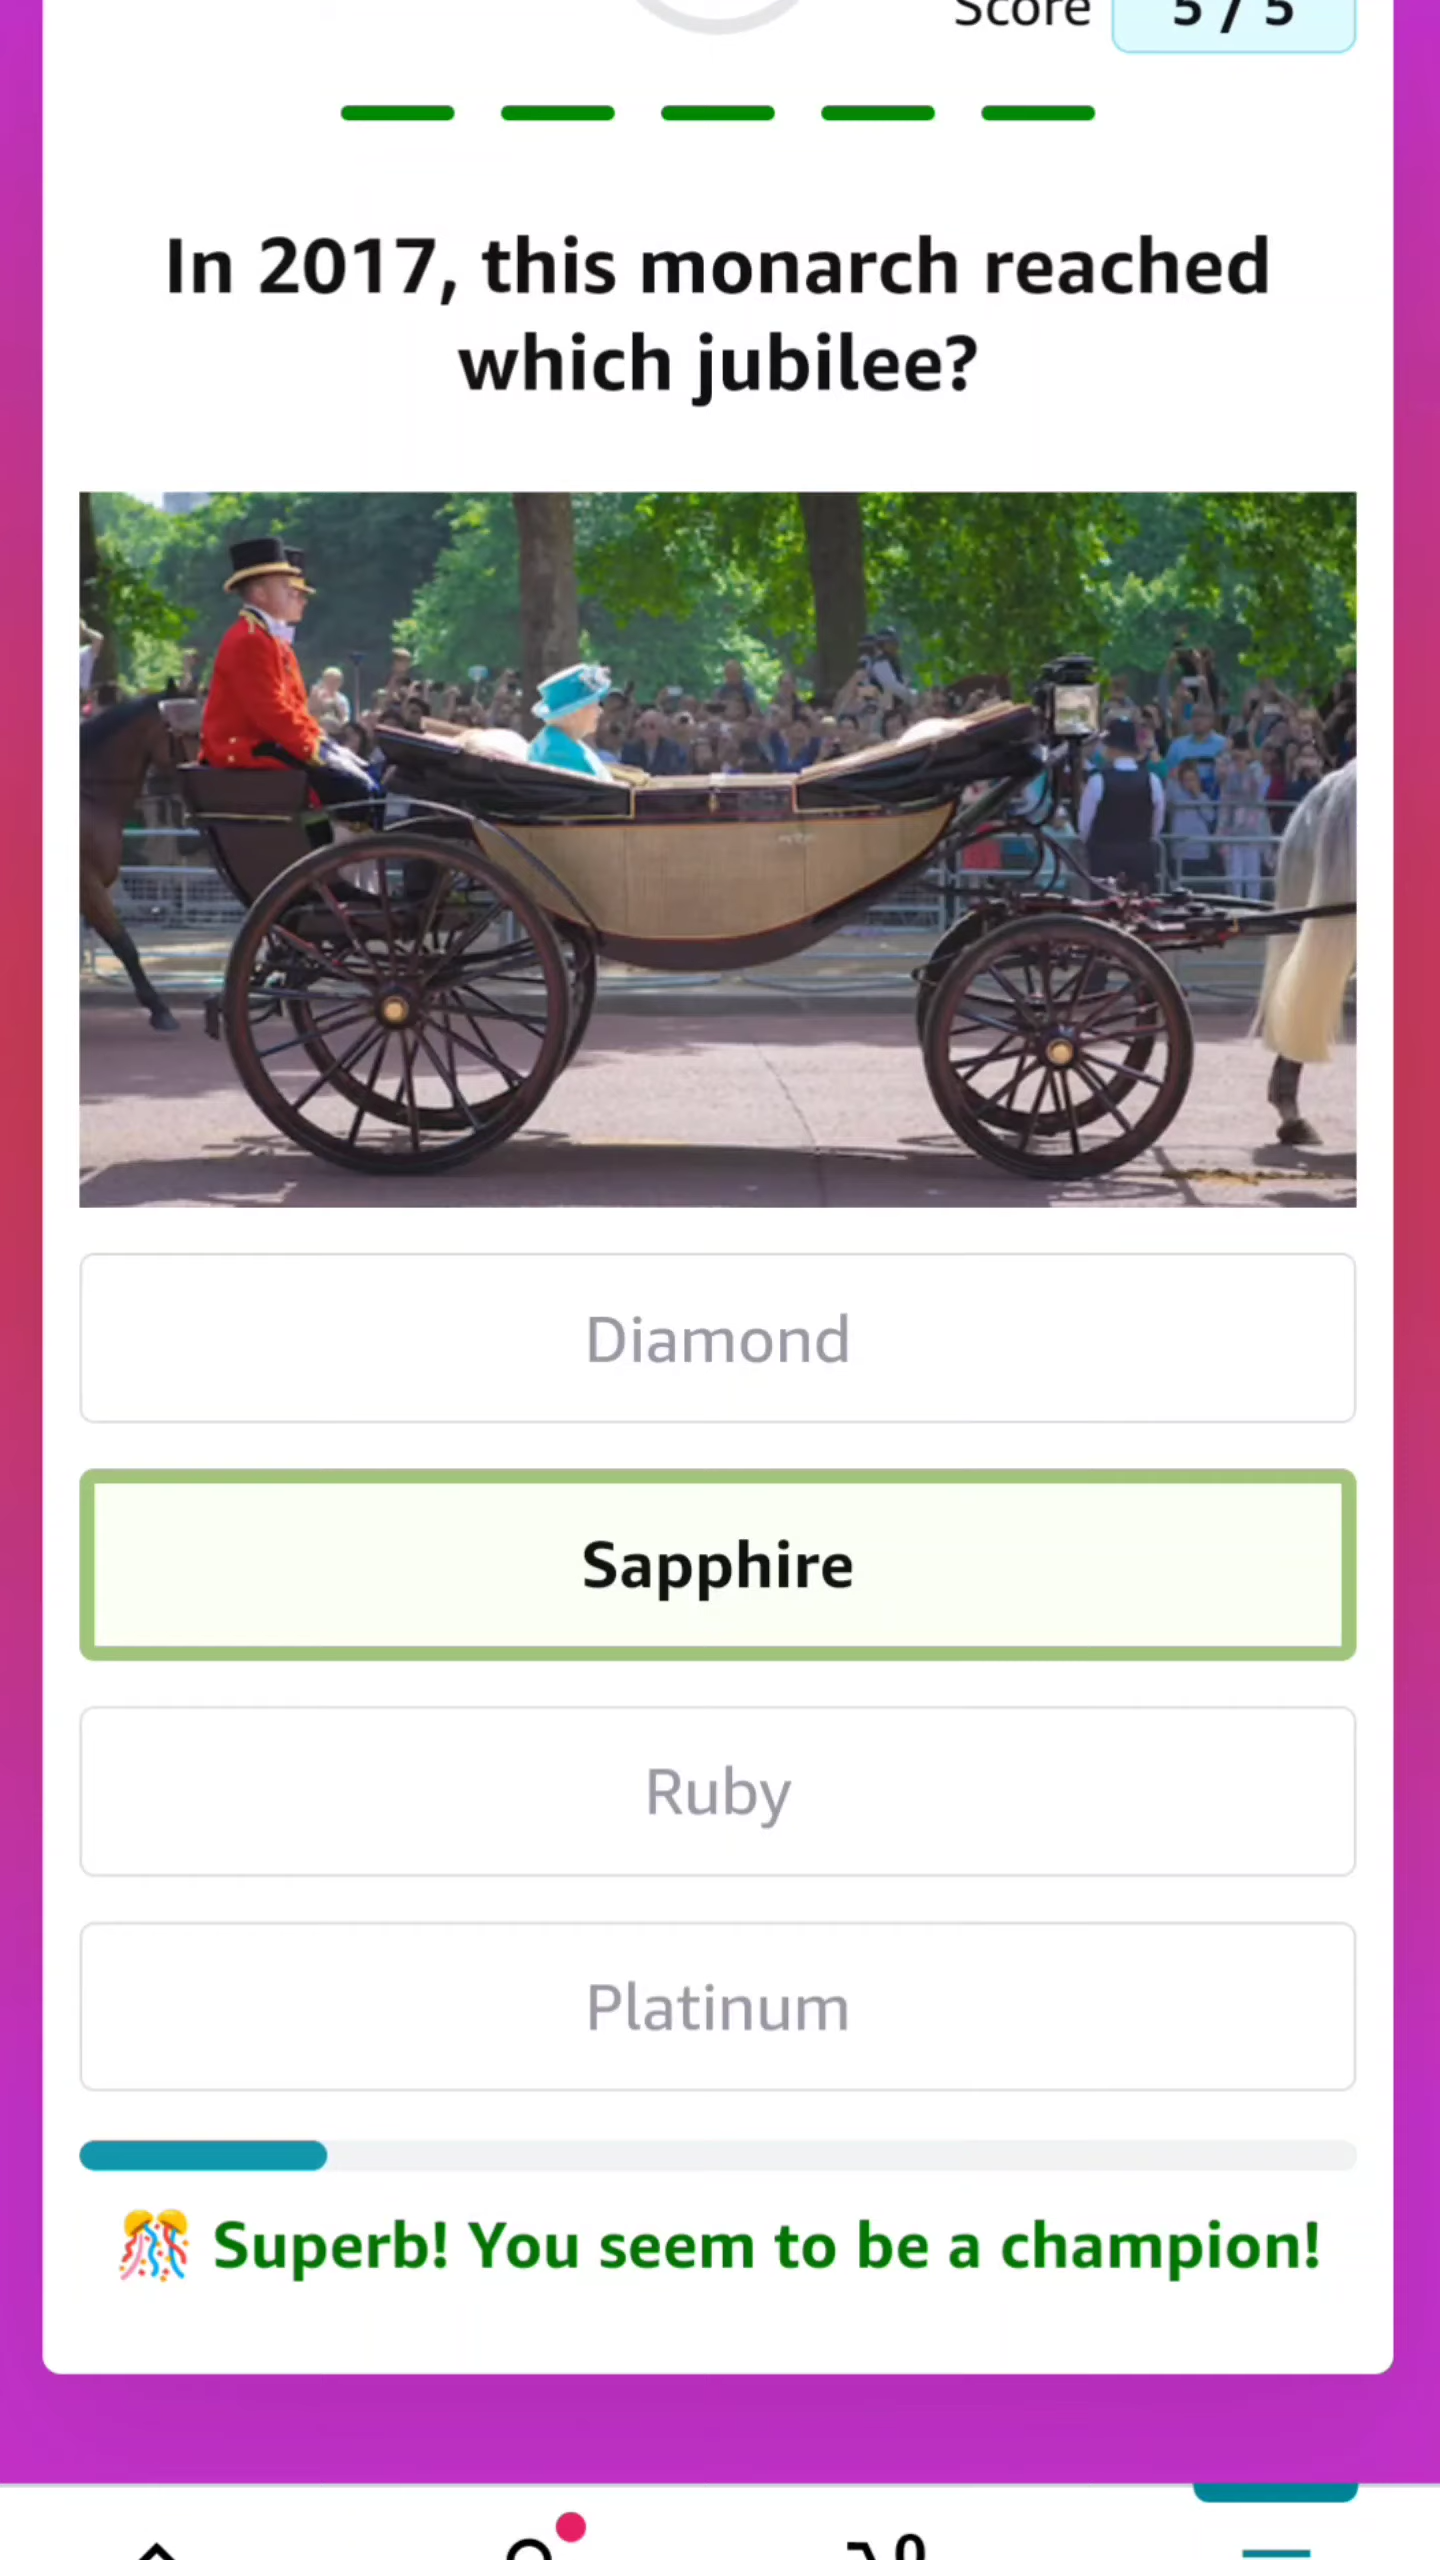 Score 5 / 5
In 2017, this monarch reached
which jubilee?
Diamond
Sapphire
Ruby
Platinum
🎊 Superb! You seem to be a champion!
0